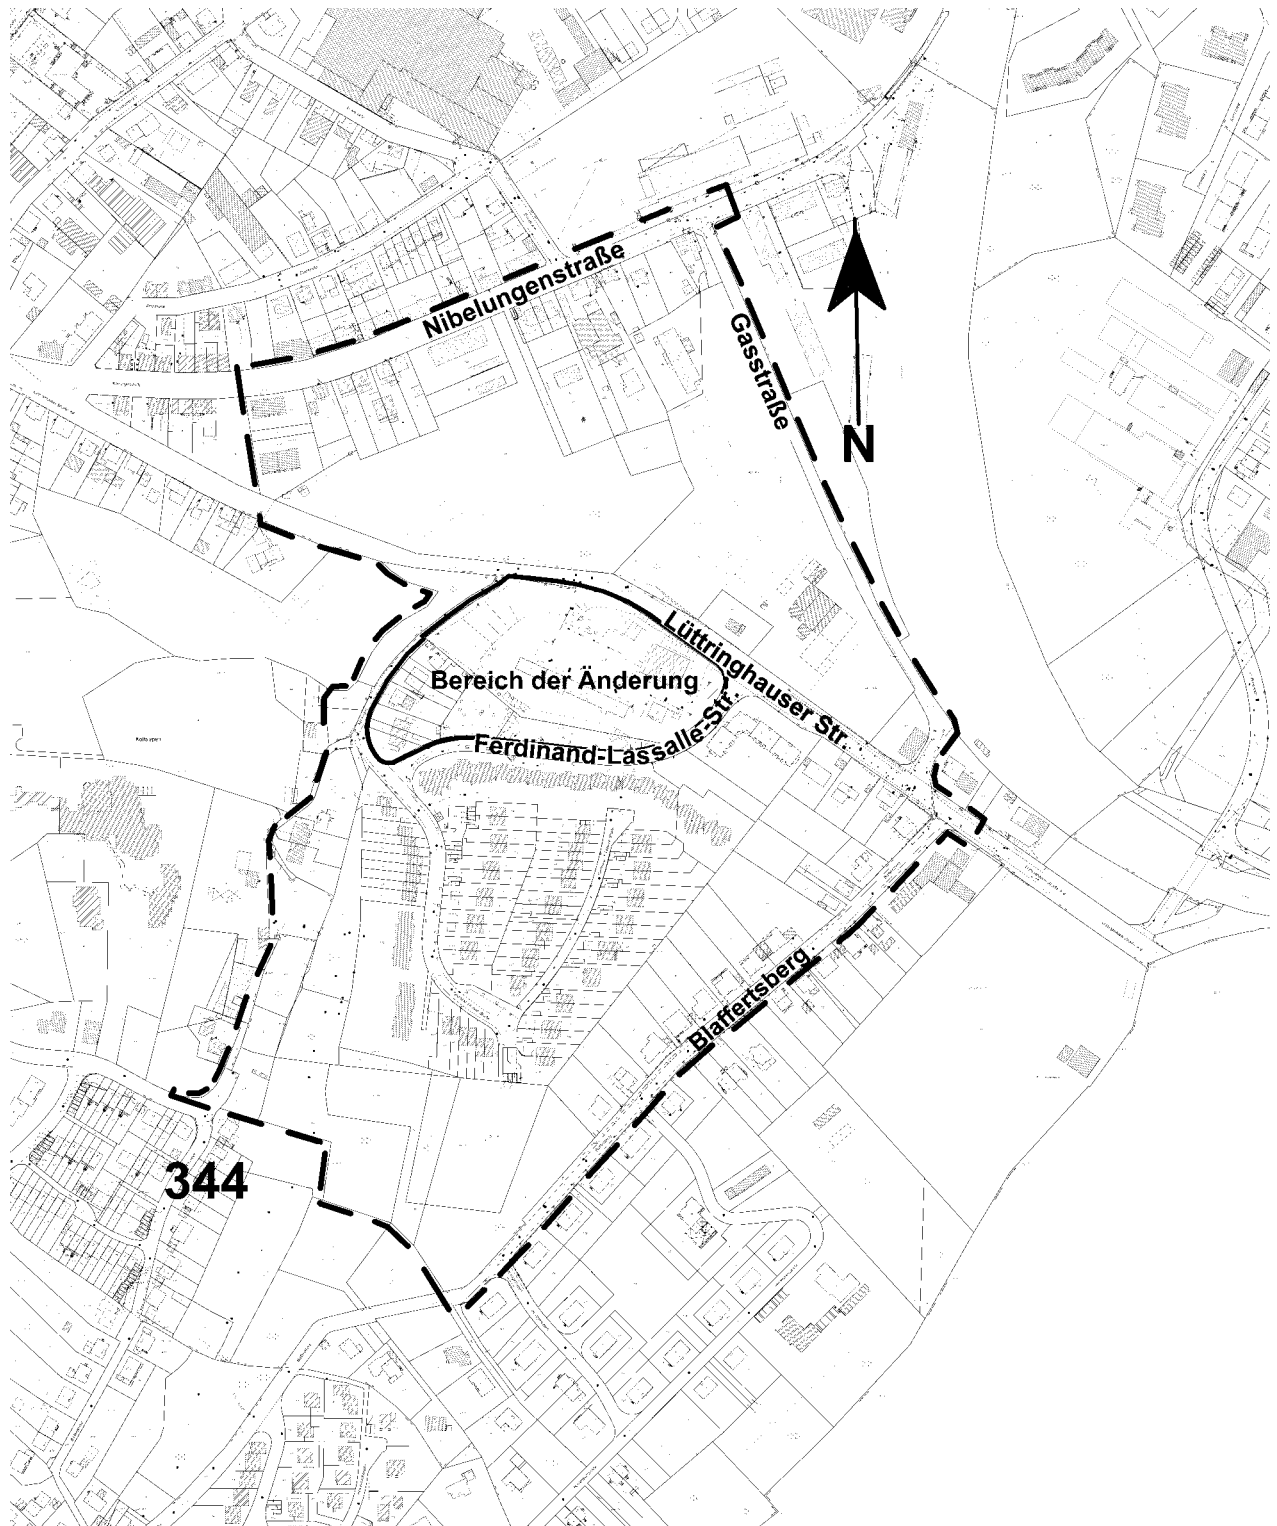 Nibelungenstraße
Gasstraße
N
Lüttringhauser Str.
Bereich der Änderung
Ferdinand-Lassalle-Str.
Blaffertsberg
344